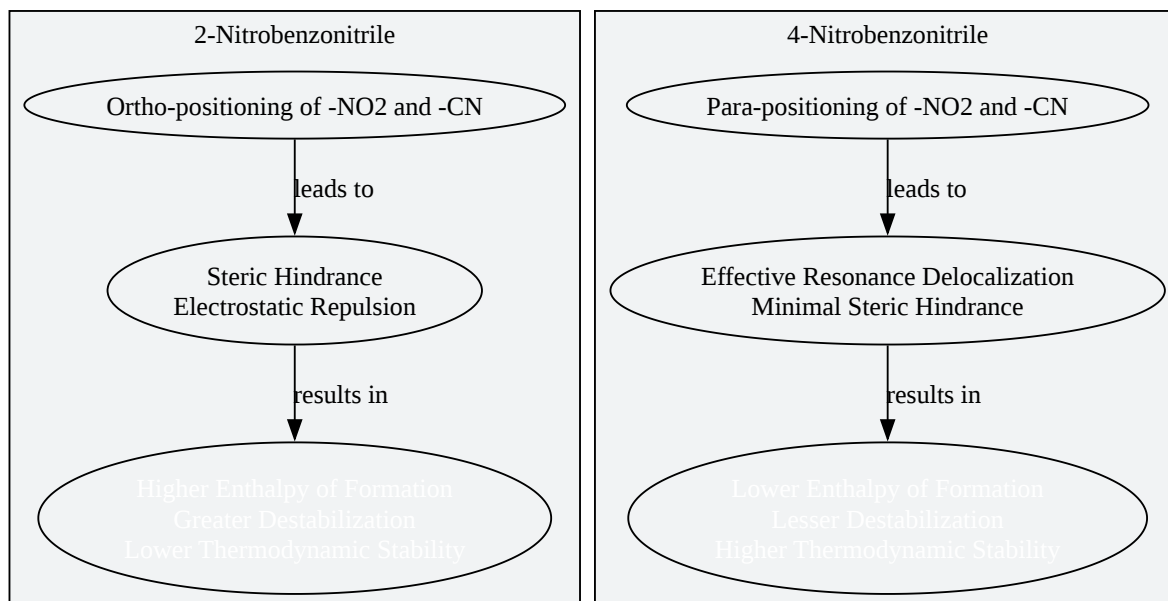 2-Nitrobenzonitrile
Ortho-positioning of -NO2 and -CN
leads to
Steric Hindrance
Electrostatic Repulsion
results in
Higher Enthalpy of Formation
Greater Destabilization
Lower Thermodynamic Stability
4-Nitrobenzonitrile
Para-positioning of -NO2 and -CN
leads to
Effective Resonance Delocalization
Minimal Steric Hindrance
results in
Lower Enthalpy of Formation
Lesser Destabilization
Higher Thermodynamic Stability